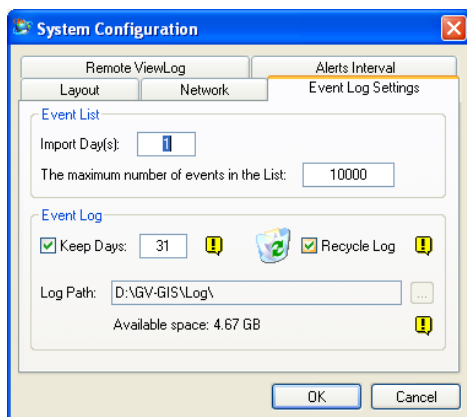 System Configuration
Remote ViewLog Alerts Interval
Layout Network Event Log Settings
Event List
Import Day(s): 1
The maximum number of events in the List: 10000
Event Log
Keep Days: 31 Recycle Log
Log Path: D:\GV-GIS\Log\ ...
Available space: 4.67 GB
OK Cancel